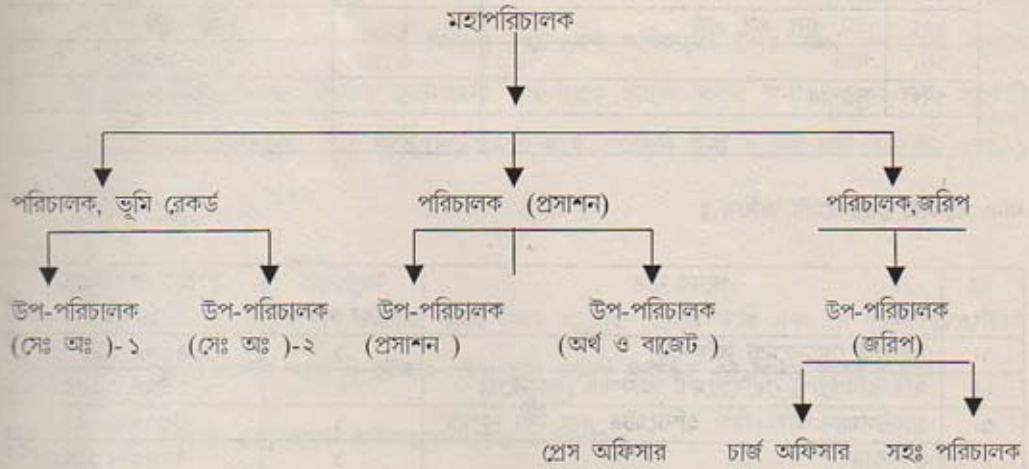 মহাপরিচালক
পরিচালক, ভূমি রেকর্ড পরিচালক (প্রসাশন) পরিচালক,জরিপ
উপ-পরিচালক উপ-পরিচালক উপ-পরিচালক উপ-পরিচালক উপ-পরিচালক
(সেঃ অঃ )-১ (সেঃ অঃ )-২ (প্রসাশন ) (অর্থ ও বাজেট ) (জরিপ)
প্রেস অফিসার চার্জ অফিসার সহঃ পরিচালক